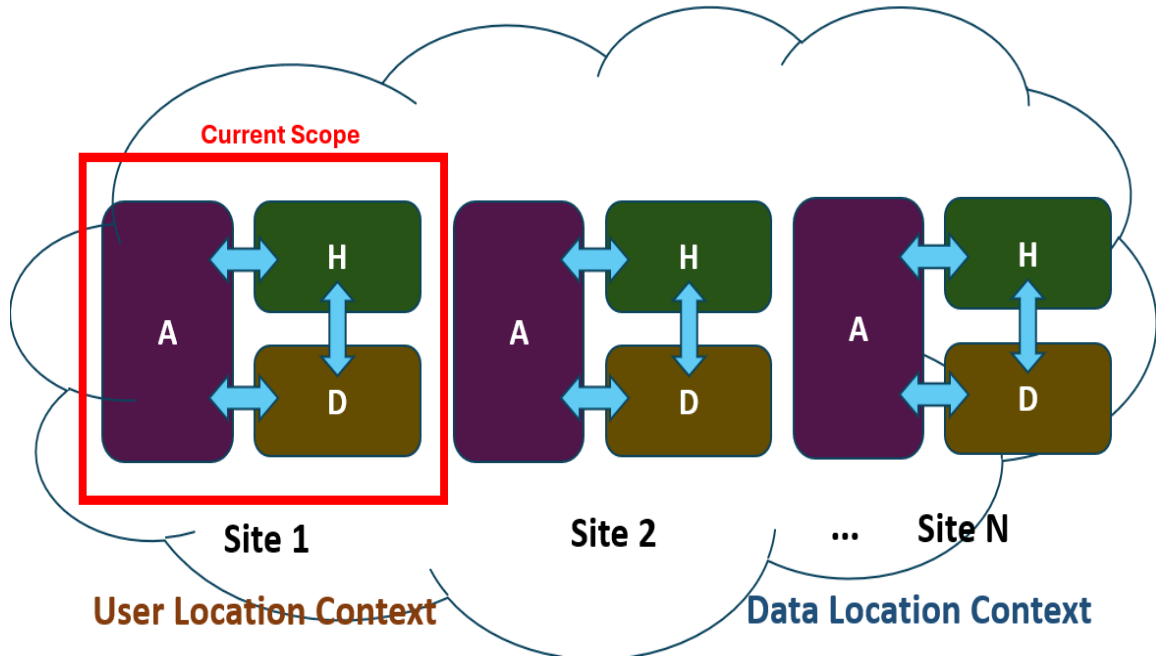 Current Scope
A
H
D
A
H
D
A
H
D
Site 1
Site 2
...
Site N
User Location Context
Data Location Context